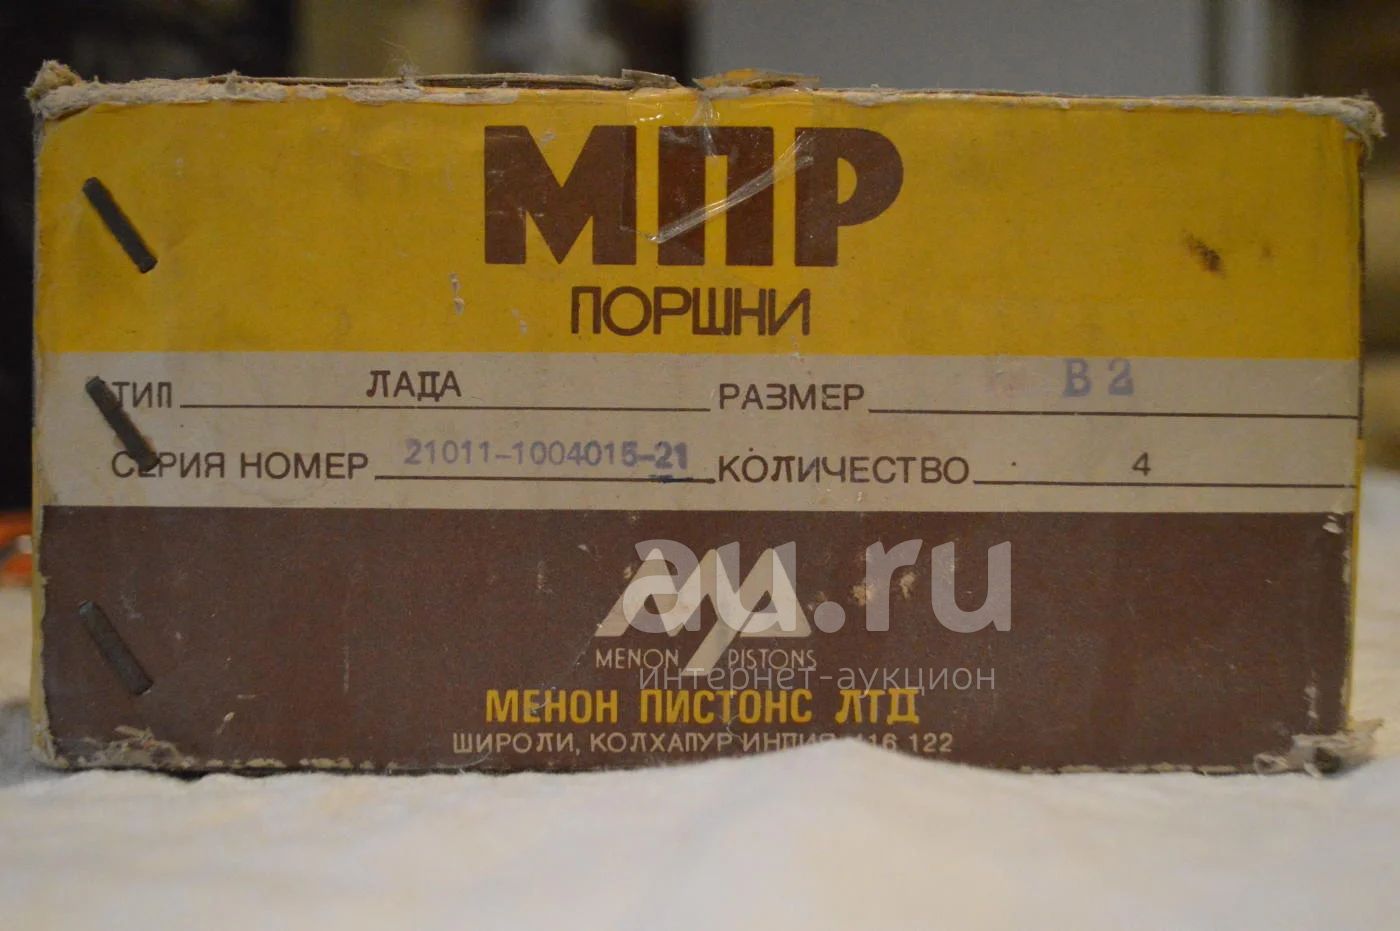 МПР
ПОРШНИ
ТИП ЛАДА РАЗМЕР В 2
СЕРИЯ НОМЕР 21011-1004015-21 КОЛИЧЕСТВО 4
au.ru
MENON PISTONS
интернет-аукцион
МЕНОН ПИСТОНС ЛТД
ШИРОЛИ, КОЛХАПУР ИНДИЯ 416 122